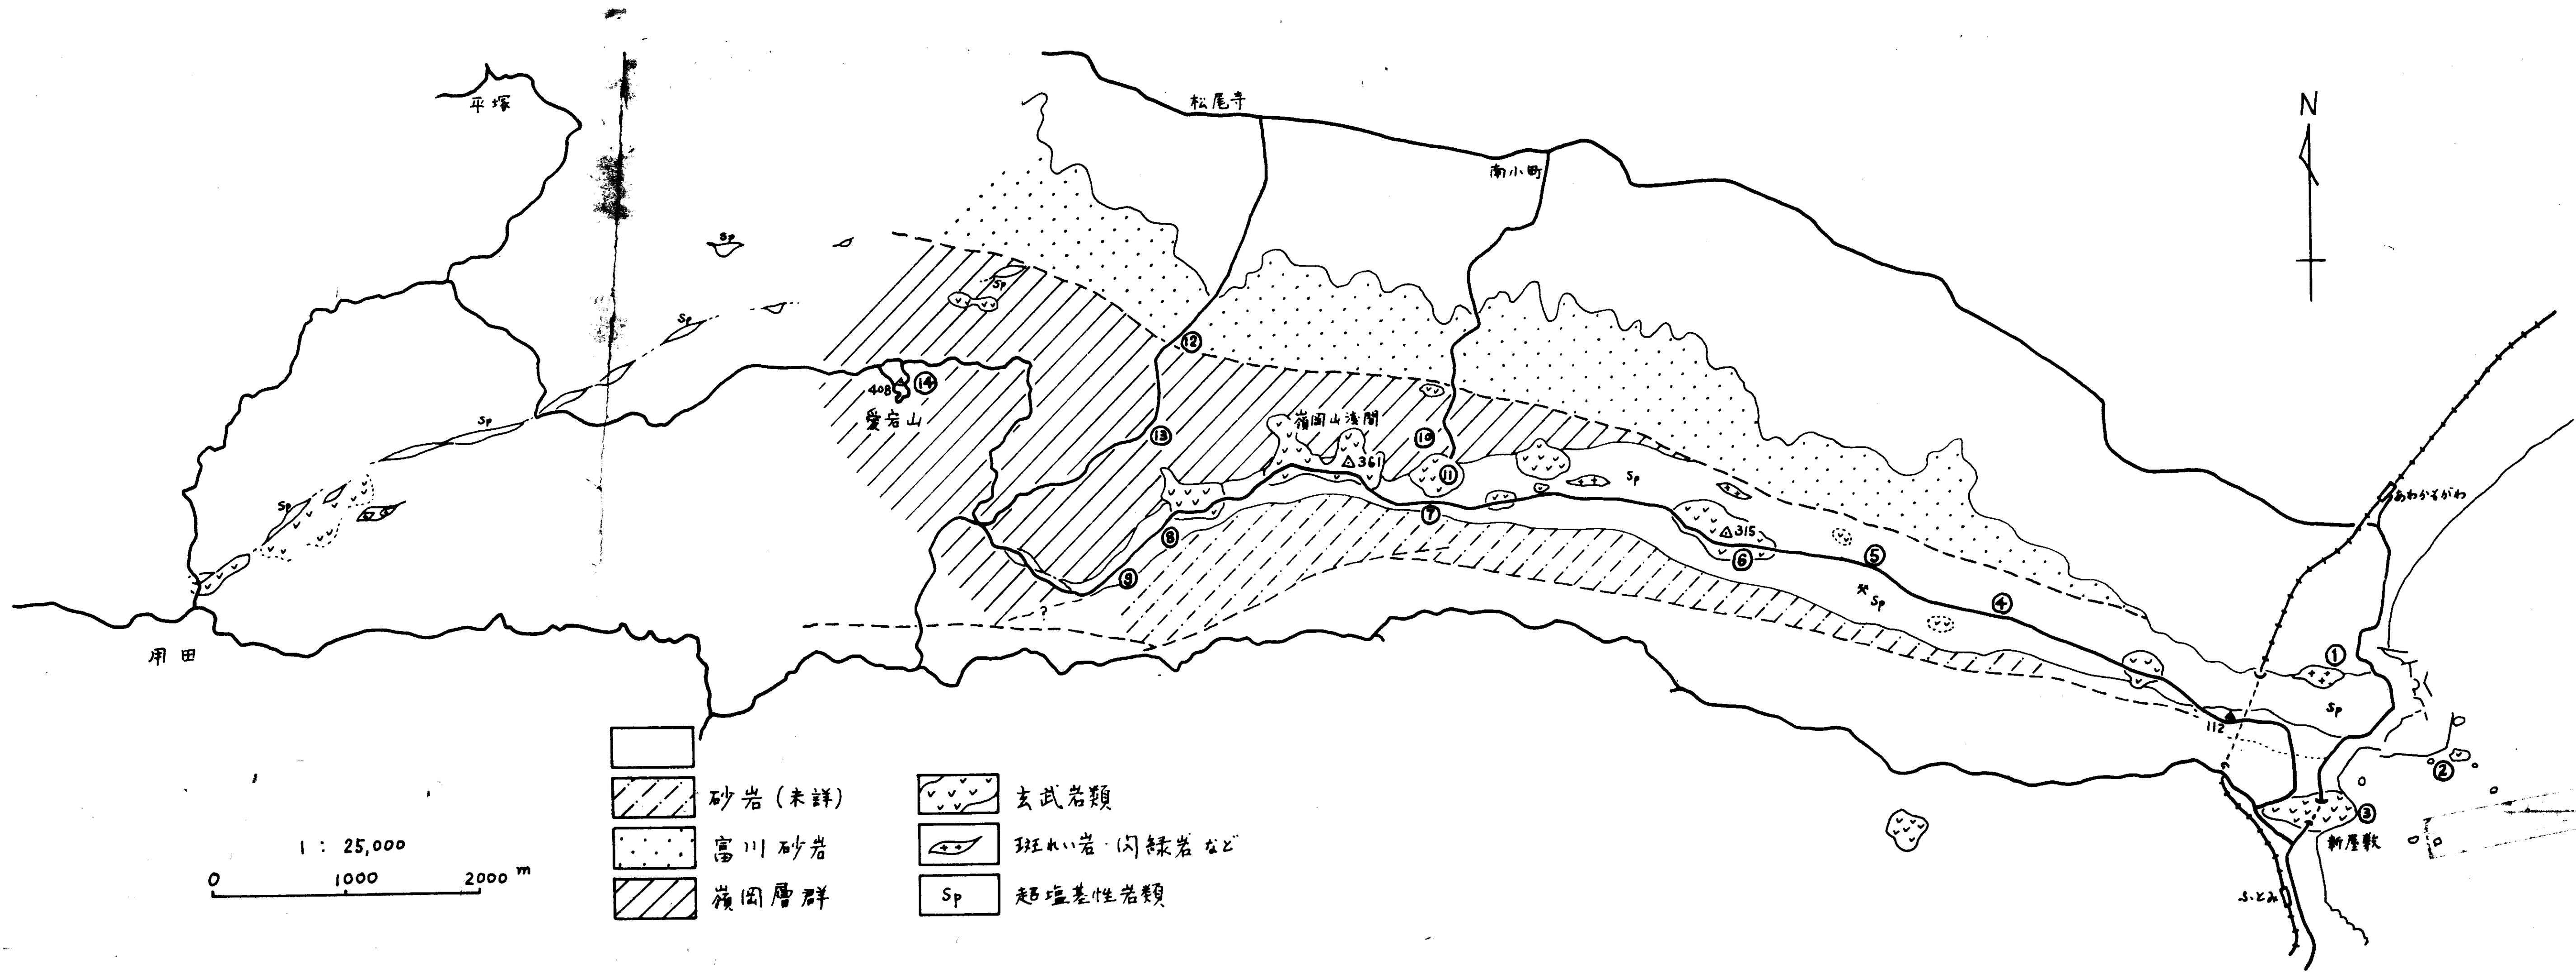 平塚
松尾寺
南小町
N
Sp
Sp
Sp
Sp
Sp
⑫
408
⑭
愛宕山
⑬
嶺岡山浅間
361
⑩
⑪
Sp
⑦
⑧
⑨
?
315
⑥
⑤
Sp
④
あわかもがわ
①
Sp
112
②
③
新屋敷
ふとみ
用田
1 : 25,000
0 1000 2000 m
砂岩(未詳)
富川砂岩
嶺岡層群
玄武岩類
斑れい岩・閃緑岩など
Sp 超塩基性岩類